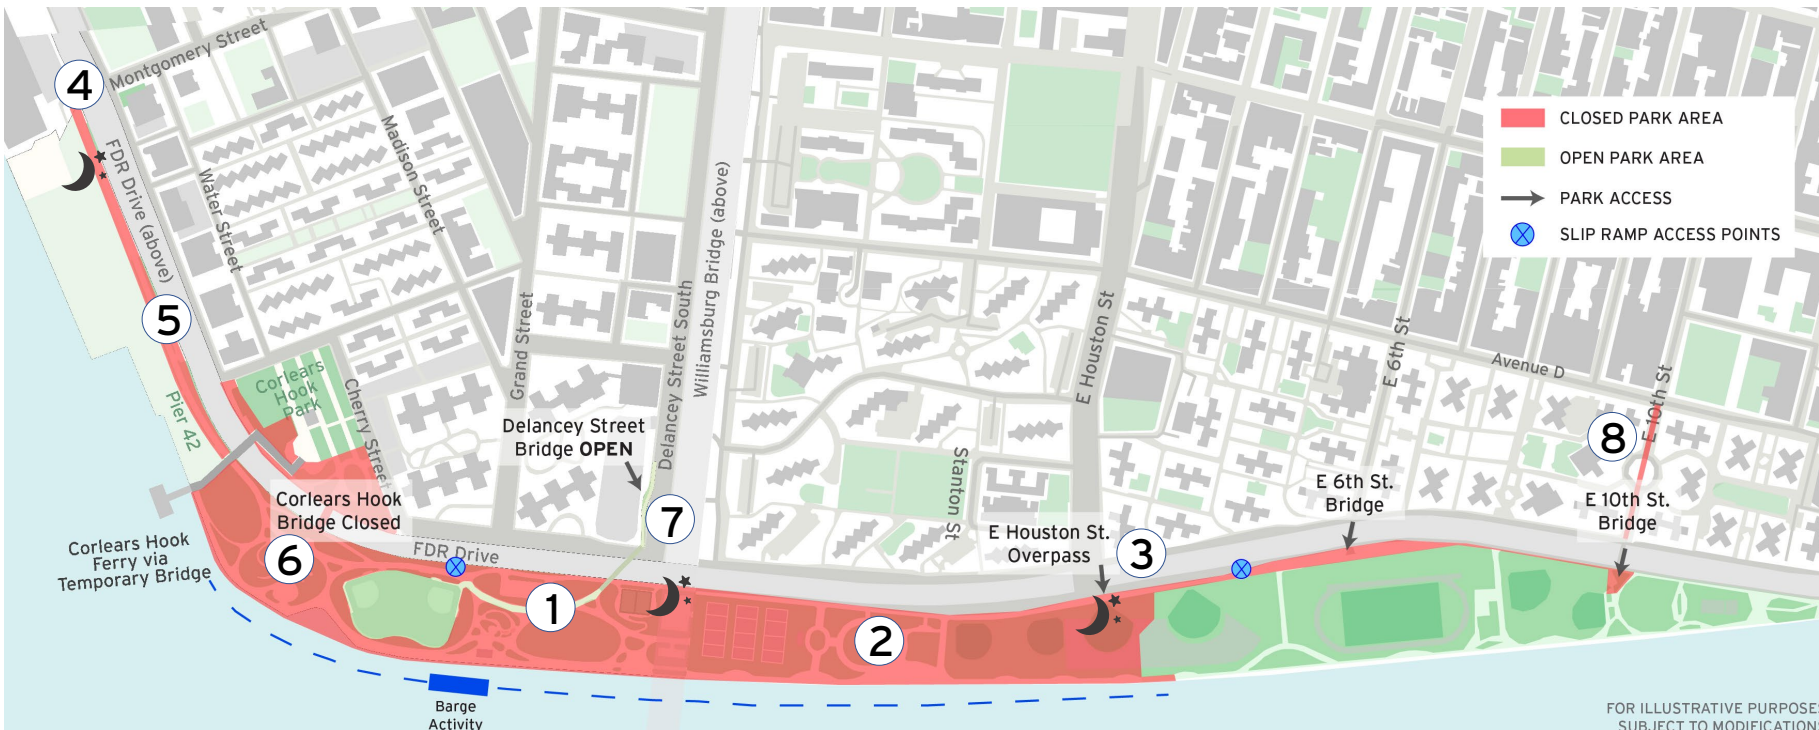 4
Montgomery Street
FDR Drive (above)
Water Street
Madison Street
5
Pier 42
Corlears
Hook
Park
Cherry Street
Grand Street
Delancey Street South
Williamsburg Bridge (above)
Delancey Street
Bridge OPEN
7
Corlears Hook
Bridge Closed
Corlears Hook
Ferry via
Temporary Bridge
6
FDR Drive
1
2
Barge
Activity
Stanton St
E Houston St
E Houston St.
Overpass
3
E 6th St
E 6th St.
Bridge
Avenue D
E 10th St
8
E 10th St.
Bridge
CLOSED PARK AREA
OPEN PARK AREA
PARK ACCESS
SLIP RAMP ACCESS POINTS
FOR ILLUSTRATIVE PURPOSES
SUBJECT TO MODIFICATIONS